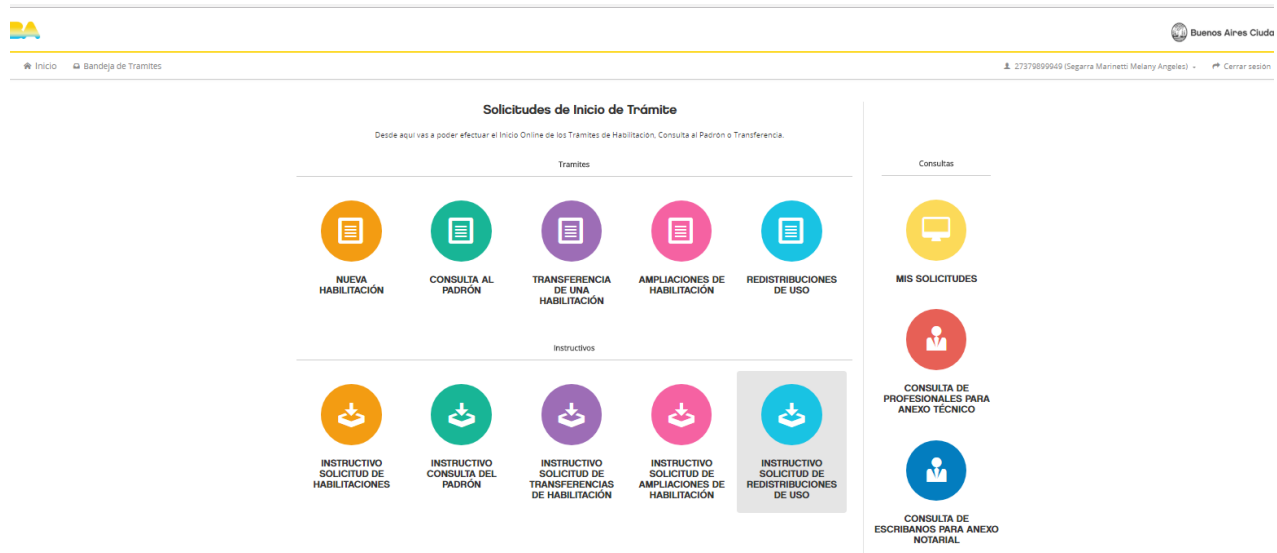 BA
Buenos Aires Ciuda
Inicio Bandeja de Tramites
27379899949 (Segarra Marinetti Melany Angeles) Cerrar sesión
Solicitudes de Inicio de Trámite
Desde aquí vas a poder efectuar el Inicio Online de los Trámites de Habilitación, Consulta al Padrón o Transferencia.
Tramites
NUEVA
HABILITACIÓN
CONSULTA AL
PADRÓN
TRANSFERENCIA
DE UNA
HABILITACIÓN
AMPLIACIONES DE
HABILITACIÓN
REDISTRIBUCIONES
DE USO
Instructivos
INSTRUCTIVO
SOLICITUD DE
HABILITACIONES
INSTRUCTIVO
CONSULTA DEL
PADRÓN
INSTRUCTIVO
SOLICITUD DE
TRANSFERENCIAS
DE HABILITACIÓN
INSTRUCTIVO
SOLICITUD DE
AMPLIACIONES DE
HABILITACIÓN
INSTRUCTIVO
SOLICITUD DE
REDISTRIBUCIONES
DE USO
Consultas
MIS SOLICITUDES
CONSULTA DE
PROFESIONALES PARA
ANEXO TÉCNICO
CONSULTA DE
ESCRIBANOS PARA ANEXO
NOTARIAL